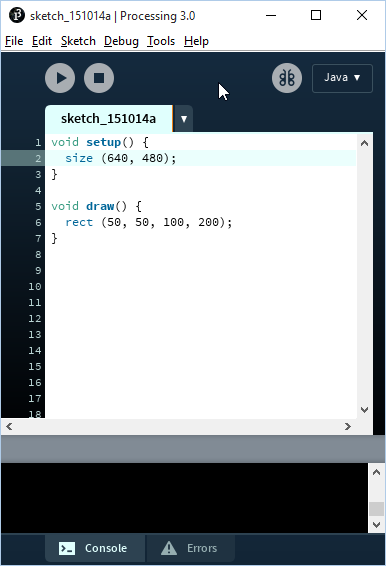 sketch_151014a | Processing 3.0
File Edit Sketch Debug Tools Help
Java ▼
sketch_151014a ▼
1 void setup() {
2   size (640, 480);
3 }
4
5 void draw() {
6   rect (50, 50, 100, 200);
7 }
8
9
10
11
12
13
14
15
16
17
18
Console Errors